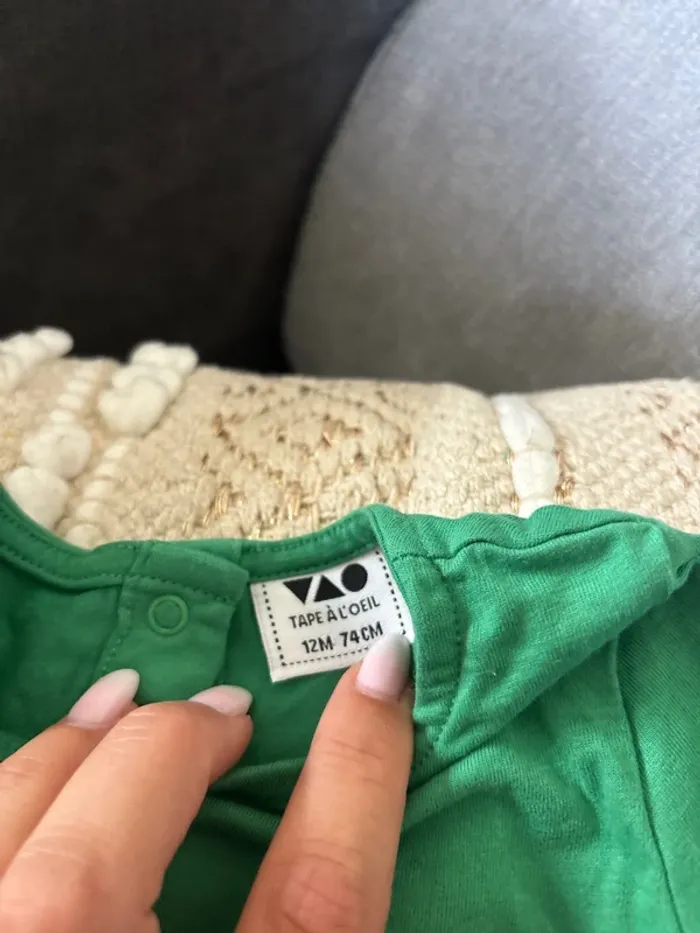 TAPE À L'OEIL
12M 74CM